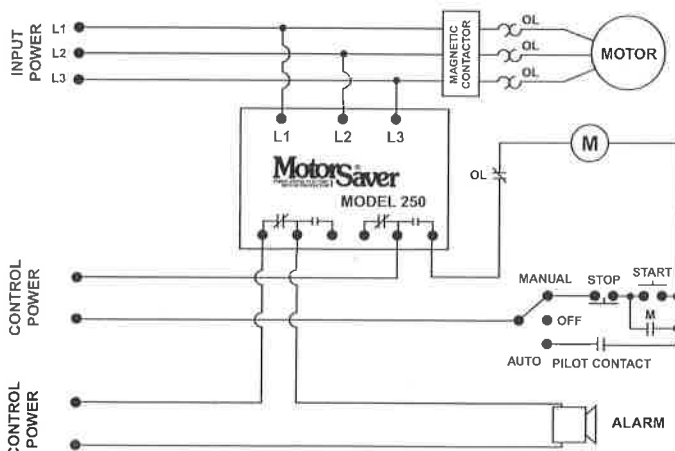 INPUT POWER
L1
L2
L3
MAGNETIC CONTACTOR
OL
OL
OL
MOTOR
L1 L2 L3
MotorSaver®
MODEL 250
OL
M
CONTROL POWER
MANUAL
OFF
AUTO
STOP
START
M
PILOT CONTACT
CONTROL POWER
ALARM